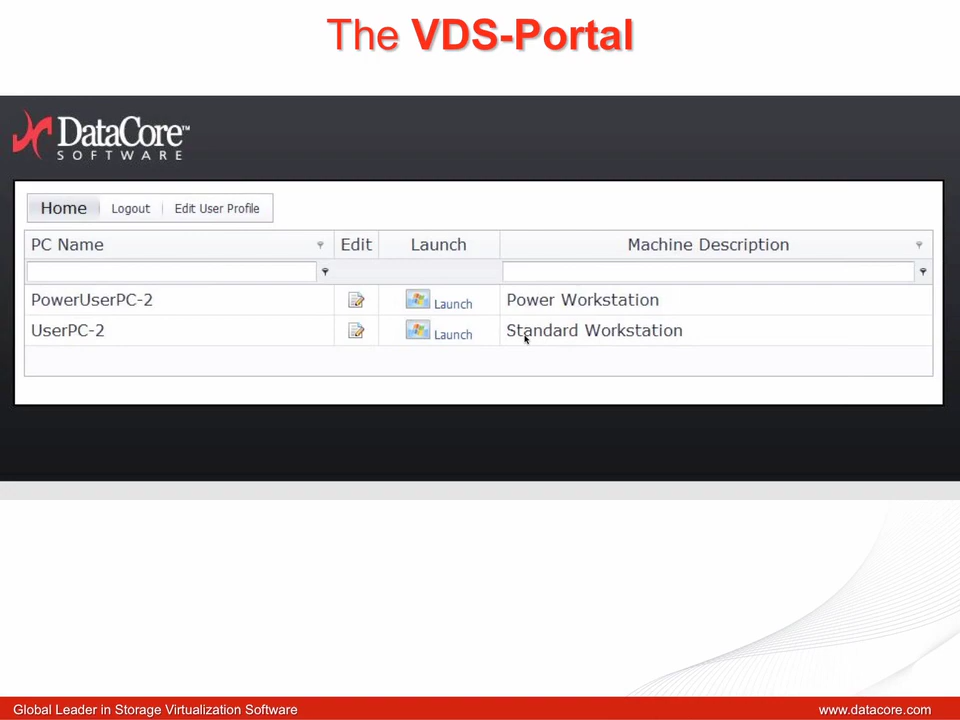 The VDS-Portal
DataCore™
SOFTWARE
Home Logout Edit User Profile
PC Name Edit Launch Machine Description
PowerUserPC-2 Launch Power Workstation
UserPC-2 Launch Standard Workstation
Global Leader in Storage Virtualization Software www.datacore.com